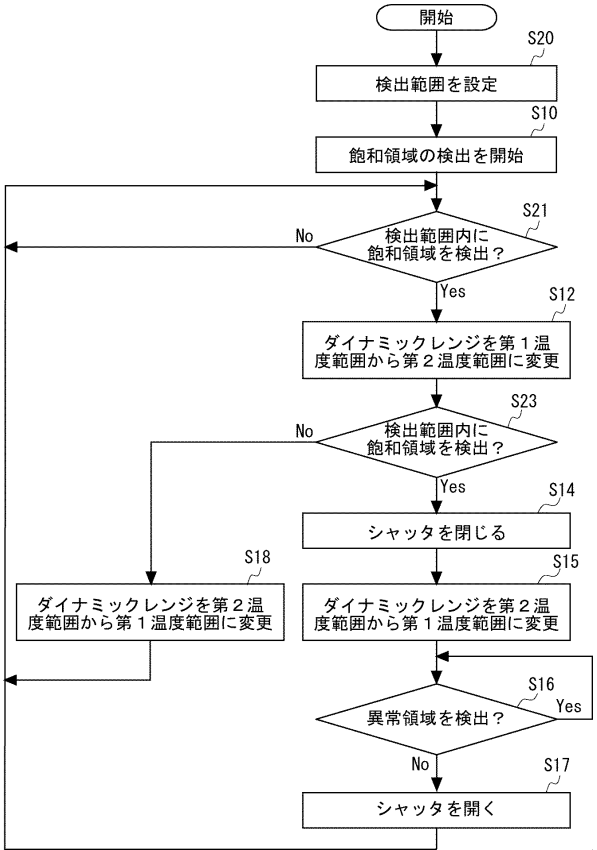 開始
S20
検出範囲を設定
S10
飽和領域の検出を開始
S21
検出範囲内に
飽和領域を検出?
No
Yes
S12
ダイナミックレンジを第1温
度範囲から第2温度範囲に変更
S23
検出範囲内に
飽和領域を検出?
No
Yes
S14
シャッタを閉じる
S18
ダイナミックレンジを第2温
度範囲から第1温度範囲に変更
S15
ダイナミックレンジを第2温
度範囲から第1温度範囲に変更
S16
異常領域を検出?
Yes
No
S17
シャッタを開く